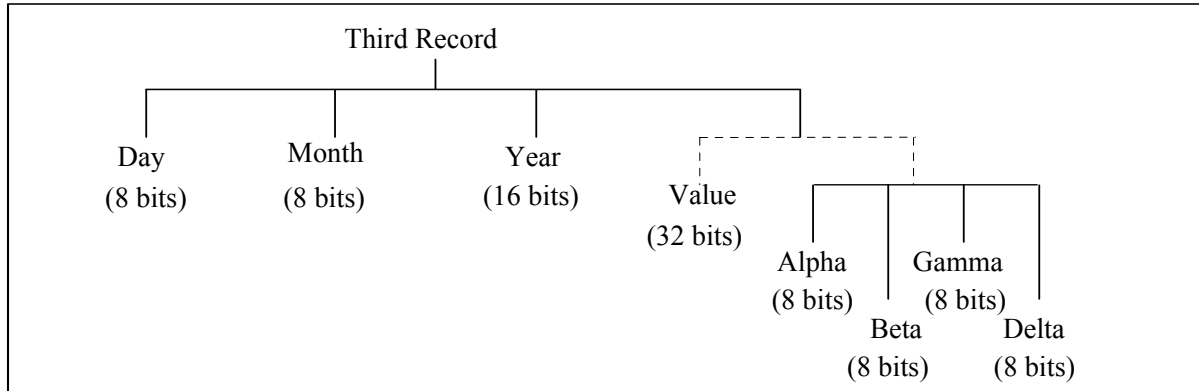 Third Record
Day
(8 bits)
Month
(8 bits)
Year
(16 bits)
Value
(32 bits)
Alpha
(8 bits)
Beta
(8 bits)
Gamma
(8 bits)
Delta
(8 bits)